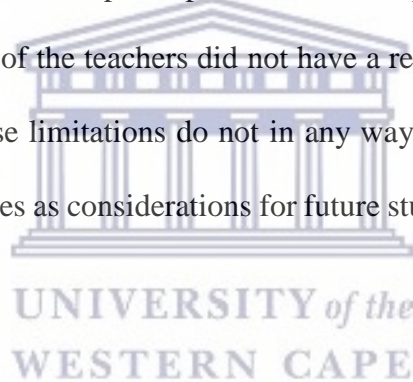 of the teachers did not have a re
se limitations do not in any way
es as considerations for future stu
UNIVERSITY of the
WESTERN CAPE